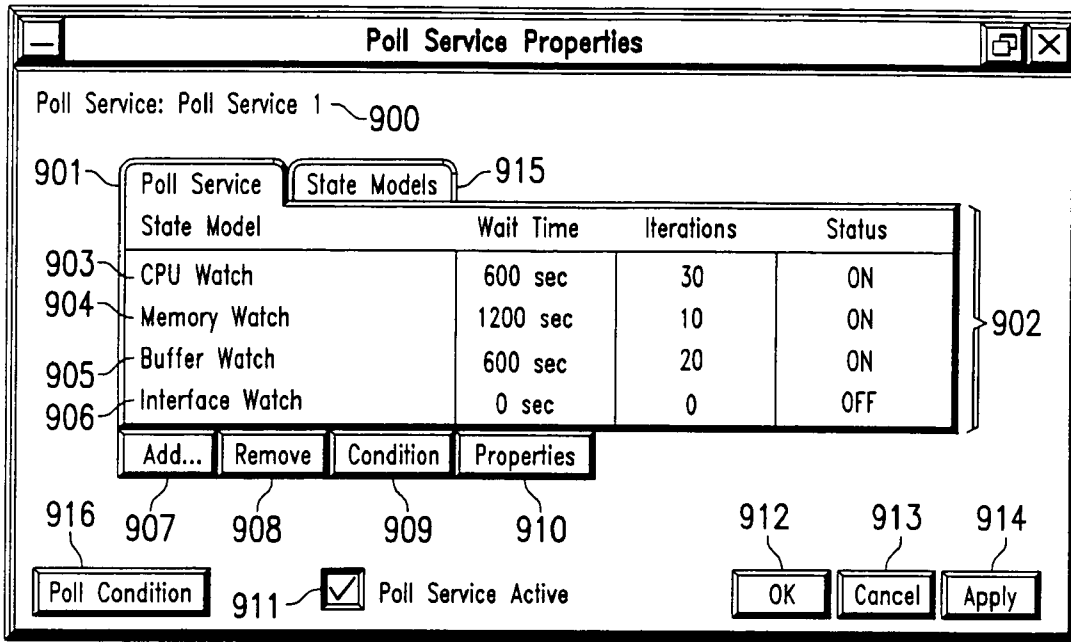 Poll Service Properties
Poll Service: Poll Service 1 900
901 Poll Service State Models 915
State Model Wait Time Iterations Status
903 CPU Watch 600 sec 30 ON
904 Memory Watch 1200 sec 10 ON
902
905 Buffer Watch 600 sec 20 ON
906 Interface Watch 0 sec 0 OFF
Add... Remove Condition Properties
916 907 908 909 910 912 913 914
Poll Condition 911 Poll Service Active OK Cancel Apply